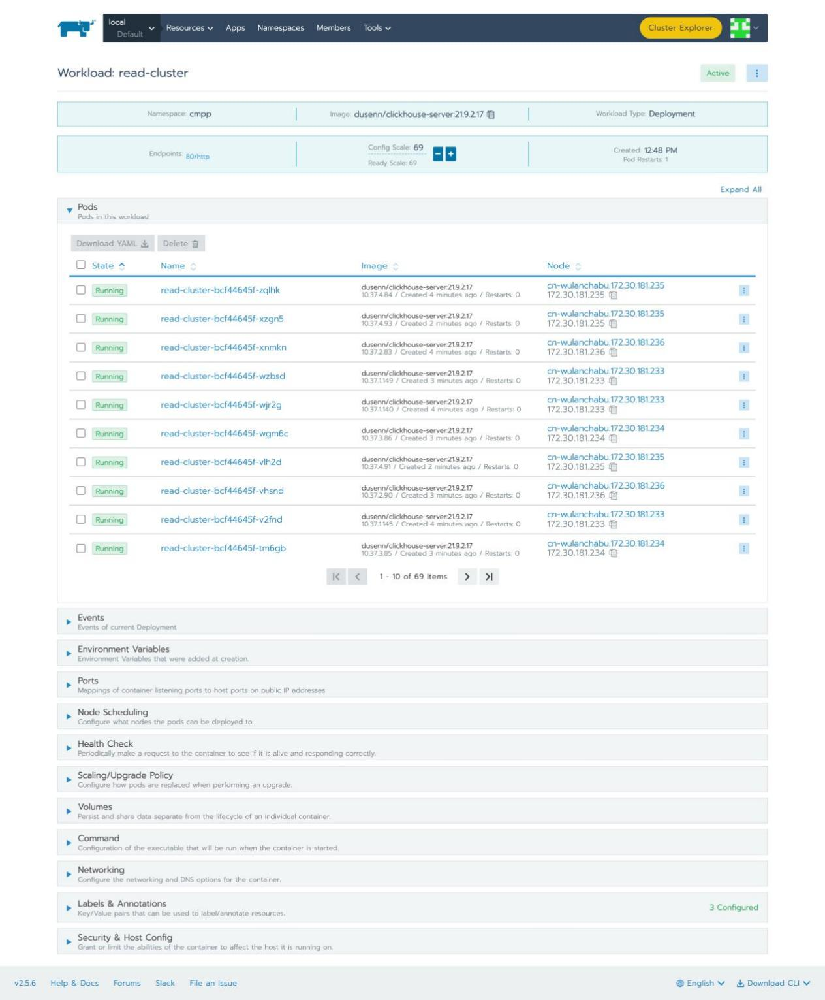 local
Default
Resources Apps Namespaces Members Tools
Cluster Explorer
Workload: read-cluster
Active
Namespace: cmpp
Image: dusenn/clickhouse-server:21.9.2.17
Workload Type: Deployment
Endpoints: 80/http
Config Scale: 69
Ready Scale: 69
Created: 12:48 PM
Pod Restarts: 1
Expand All
Pods
Pods in this workload
Download YAML Delete
State Name Image Node
Running read-cluster-bcf44645f-zqlhk dusenn/clickhouse-server:21.9.2.17 cn-wulanchabu.172.30.181.235
10.37.4.84 / Created 4 minutes ago / Restarts: 0 172.30.181.235
Running read-cluster-bcf44645f-xzgn5 dusenn/clickhouse-server:21.9.2.17 cn-wulanchabu.172.30.181.235
10.37.4.93 / Created 2 minutes ago / Restarts: 0 172.30.181.235
Running read-cluster-bcf44645f-xnmkn dusenn/clickhouse-server:21.9.2.17 cn-wulanchabu.172.30.181.236
10.37.2.83 / Created 4 minutes ago / Restarts: 0 172.30.181.236
Running read-cluster-bcf44645f-wzbsd dusenn/clickhouse-server:21.9.2.17 cn-wulanchabu.172.30.181.233
10.37.1.149 / Created 3 minutes ago / Restarts: 0 172.30.181.233
Running read-cluster-bcf44645f-wjr2g dusenn/clickhouse-server:21.9.2.17 cn-wulanchabu.172.30.181.233
10.37.1.140 / Created 4 minutes ago / Restarts: 0 172.30.181.233
Running read-cluster-bcf44645f-wgm6c dusenn/clickhouse-server:21.9.2.17 cn-wulanchabu.172.30.181.234
10.37.3.86 / Created 3 minutes ago / Restarts: 0 172.30.181.234
Running read-cluster-bcf44645f-vlh2d dusenn/clickhouse-server:21.9.2.17 cn-wulanchabu.172.30.181.235
10.37.4.91 / Created 2 minutes ago / Restarts: 0 172.30.181.235
Running read-cluster-bcf44645f-vhsnd dusenn/clickhouse-server:21.9.2.17 cn-wulanchabu.172.30.181.236
10.37.2.90 / Created 3 minutes ago / Restarts: 0 172.30.181.236
Running read-cluster-bcf44645f-v2fnd dusenn/clickhouse-server:21.9.2.17 cn-wulanchabu.172.30.181.233
10.37.1.145 / Created 4 minutes ago / Restarts: 0 172.30.181.233
Running read-cluster-bcf44645f-tm6gb dusenn/clickhouse-server:21.9.2.17 cn-wulanchabu.172.30.181.234
10.37.3.85 / Created 3 minutes ago / Restarts: 0 172.30.181.234
1 - 10 of 69 Items
Events
Events of current Deployment
Environment Variables
Environment Variables that were added at creation.
Ports
Mappings of container listening ports to host ports on public IP addresses
Node Scheduling
Configure what nodes the pods can be deployed to.
Health Check
Periodically make a request to the container to see if it is alive and responding correctly.
Scaling/Upgrade Policy
Configure how pods are replaced when performing an upgrade.
Volumes
Persist and share data separate from the lifecycle of an individual container.
Command
Configuration of the executable that will be run when the container is started.
Networking
Configure the networking and DNS options for the container.
Labels & Annotations
Key/Value pairs that can be used to label/annotate resources.
3 Configured
Security & Host Config
Grant or limit the abilities of the container to affect the host it is running on.
v2.5.6 Help & Docs Forums Slack File an Issue English Download CLI